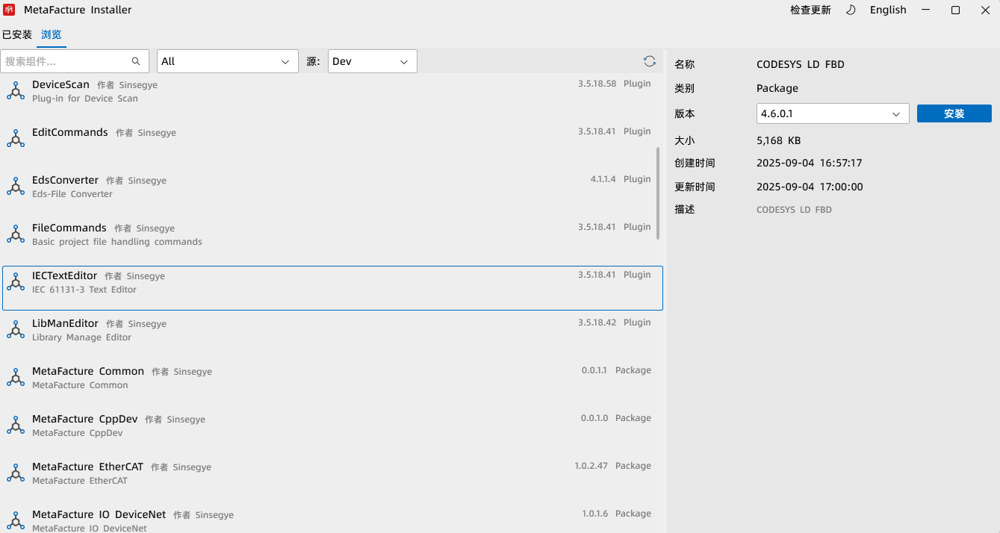 MetaFacture Installer 检查更新 English
已安装 浏览
搜索组件... All 源: Dev
DeviceScan 作者 Sinsegye 3.5.18.58 Plugin
Plug-in for Device Scan
EditCommands 作者 Sinsegye 3.5.18.41 Plugin
EdsConverter 作者 Sinsegye 4.1.1.4 Plugin
Eds-File Converter
FileCommands 作者 Sinsegye 3.5.18.41 Plugin
Basic project file handling commands
IECTextEditor 作者 Sinsegye 3.5.18.41 Plugin
IEC 61131-3 Text Editor
LibManEditor 作者 Sinsegye 3.5.18.42 Plugin
Library Manage Editor
MetaFacture Common 作者 Sinsegye 0.0.1.1 Package
MetaFacture Common
MetaFacture CppDev 作者 Sinsegye 0.0.1.0 Package
MetaFacture CppDev
MetaFacture EtherCAT 作者 Sinsegye 1.0.2.47 Package
MetaFacture EtherCAT
MetaFacture IO DeviceNet 作者 Sinsegye 1.0.1.6 Package
MetaFacture IO DeviceNet
名称 CODESYS LD FBD
类别 Package
版本 4.6.0.1 安装
大小 5,168 KB
创建时间 2025-09-04 16:57:17
更新时间 2025-09-04 17:00:00
描述 CODESYS LD FBD